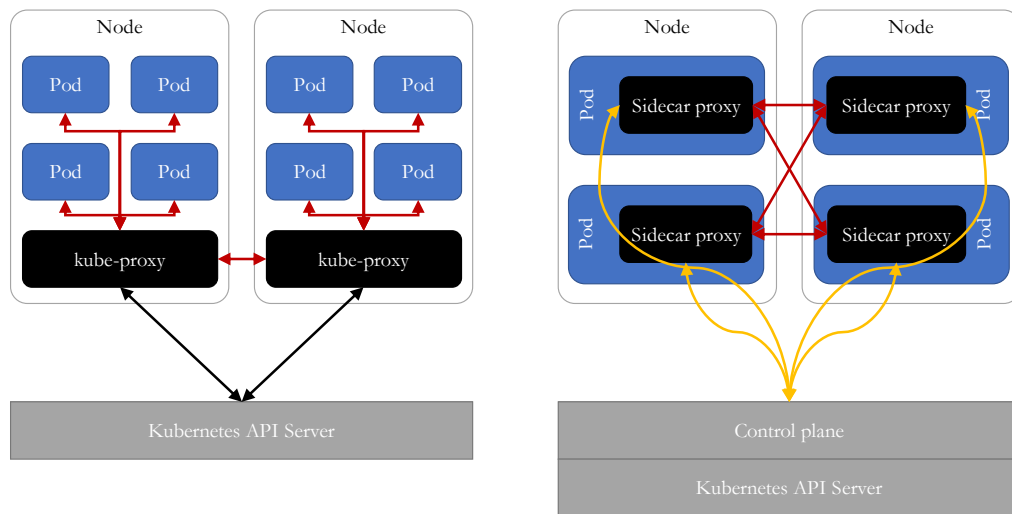 Node
Node
Pod
Pod
Pod
Pod
Pod
Pod
Pod
Pod
kube-proxy
kube-proxy
Kubernetes API Server
Node
Node
Pod
Sidecar proxy
Sidecar proxy
Pod
Pod
Sidecar proxy
Sidecar proxy
Pod
Control plane
Kubernetes API Server